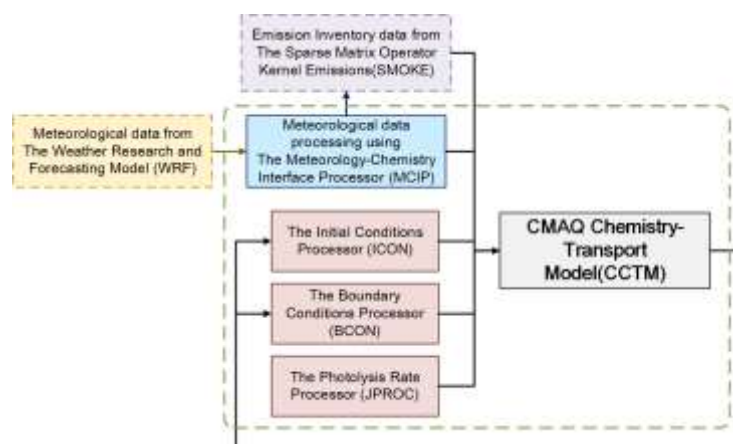 Emission Inventory data from
The Sparse Matrix Operator
Kernel Emissions(SMOKE)
Meteorological data from
The Weather Research and
Forecasting Model (WRF)
Meteorological data
processing using
The Meteorology-Chemistry
Interface Processor (MCIP)
The Initial Conditions
Processor (ICON)
CMAQ Chemistry-
Transport
Model(CCTM)
The Boundary
Conditions Processor
(BCON)
The Photolysis Rate
Processor (JPROC)